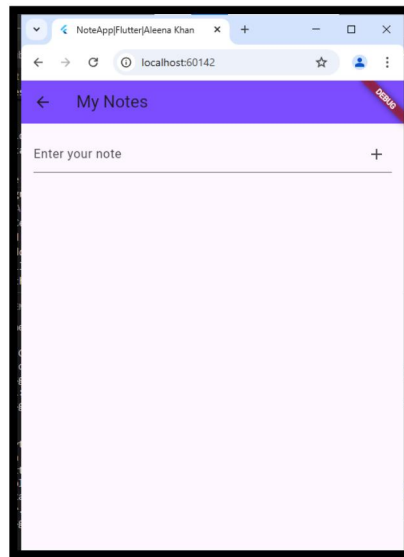 NoteApp|Flutter|Aleena Khan
localhost:60142
My Notes
DEBUG
Enter your note